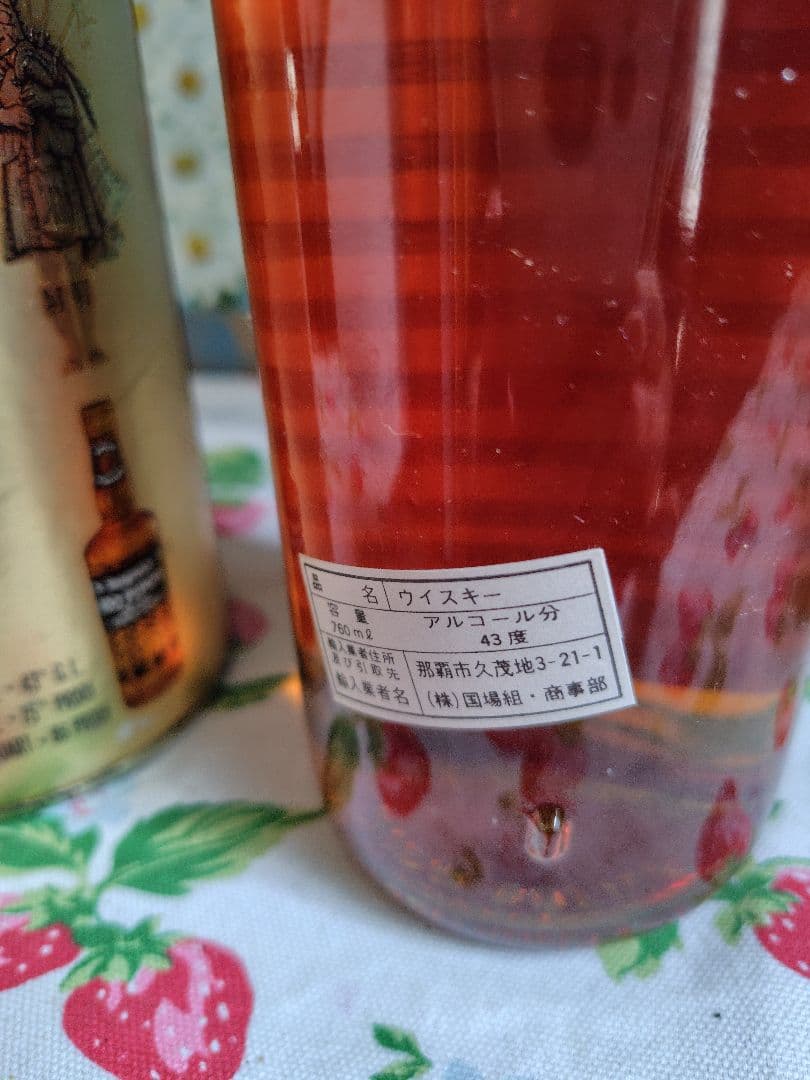 品名 ウイスキー
容量 760mℓ アルコール分 43度
輸入業者住所及び引取先 那覇市久茂地3-21-1
輸入業者名 (株)国場組・商事部